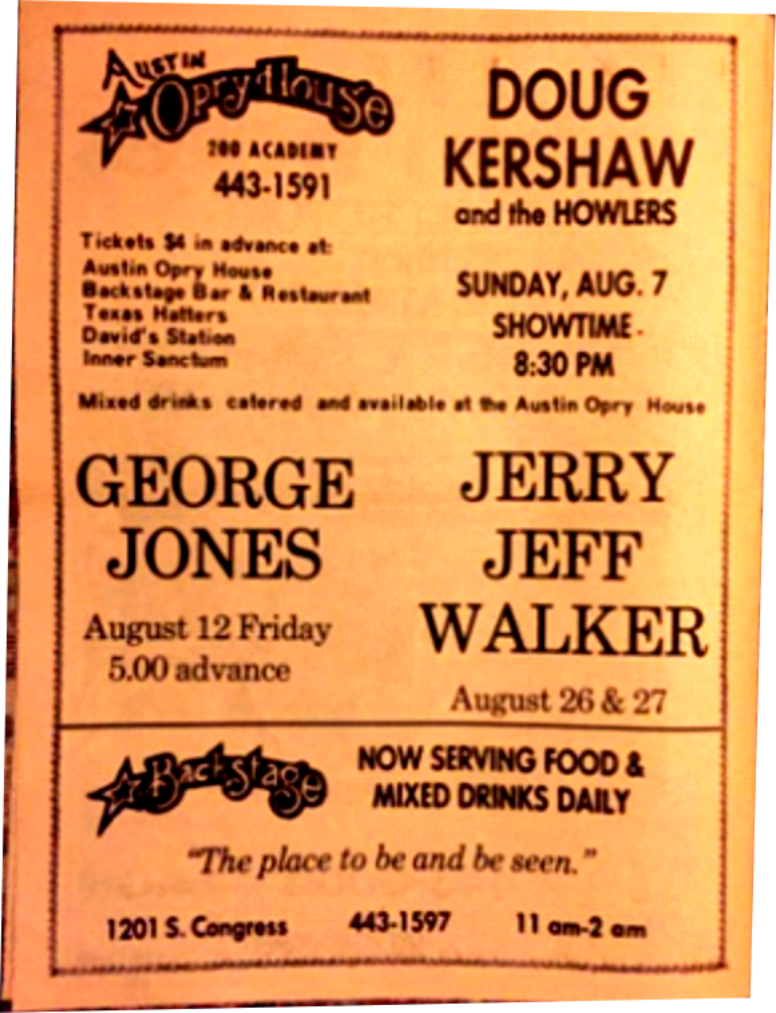 AUSTIN
Opry House
200 ACADEMY
443-1591
DOUG
KERSHAW
and the HOWLERS
Tickets $4 in advance at:
Austin Opry House
Backstage Bar & Restaurant
Texas Hatters
David's Station
Inner Sanctum
SUNDAY, AUG. 7
SHOWTIME -
8:30 PM
Mixed drinks catered and available at the Austin Opry House
GEORGE
JONES
August 12 Friday
5.00 advance
JERRY
JEFF
WALKER
August 26 & 27
Backstage
NOW SERVING FOOD &
MIXED DRINKS DAILY
"The place to be and be seen."
1201 S. Congress 443-1597 11 am-2 am